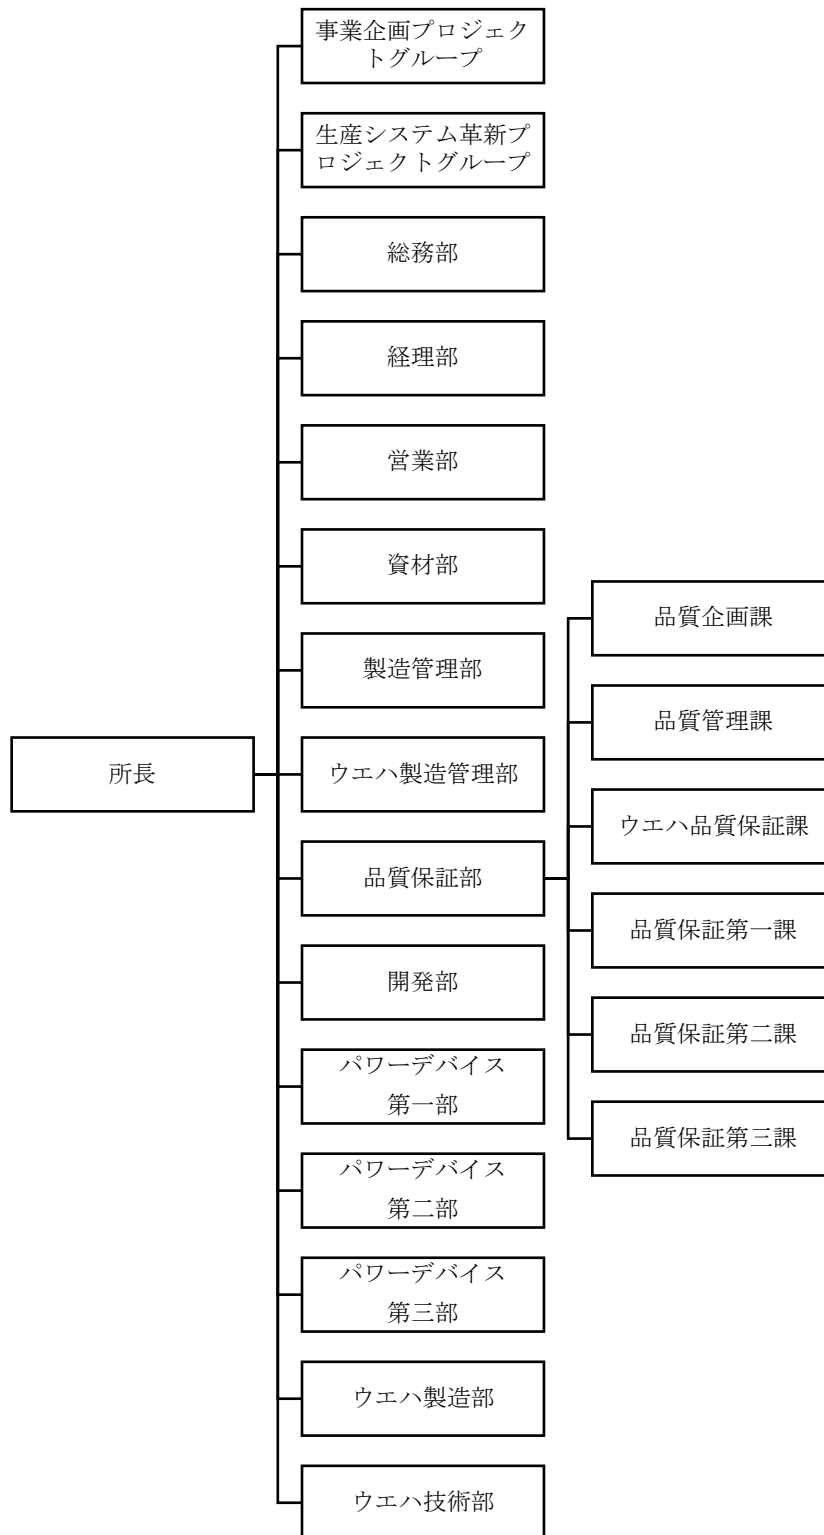 事業企画プロジェク
トグループ
生産システム革新プ
ロジェクトグループ
総務部
経理部
営業部
資材部
製造管理部
所長
ウエハ製造管理部
品質保証部
開発部
パワーデバイス
第一部
パワーデバイス
第二部
パワーデバイス
第三部
ウエハ製造部
ウエハ技術部
品質企画課
品質管理課
ウエハ品質保証課
品質保証第一課
品質保証第二課
品質保証第三課